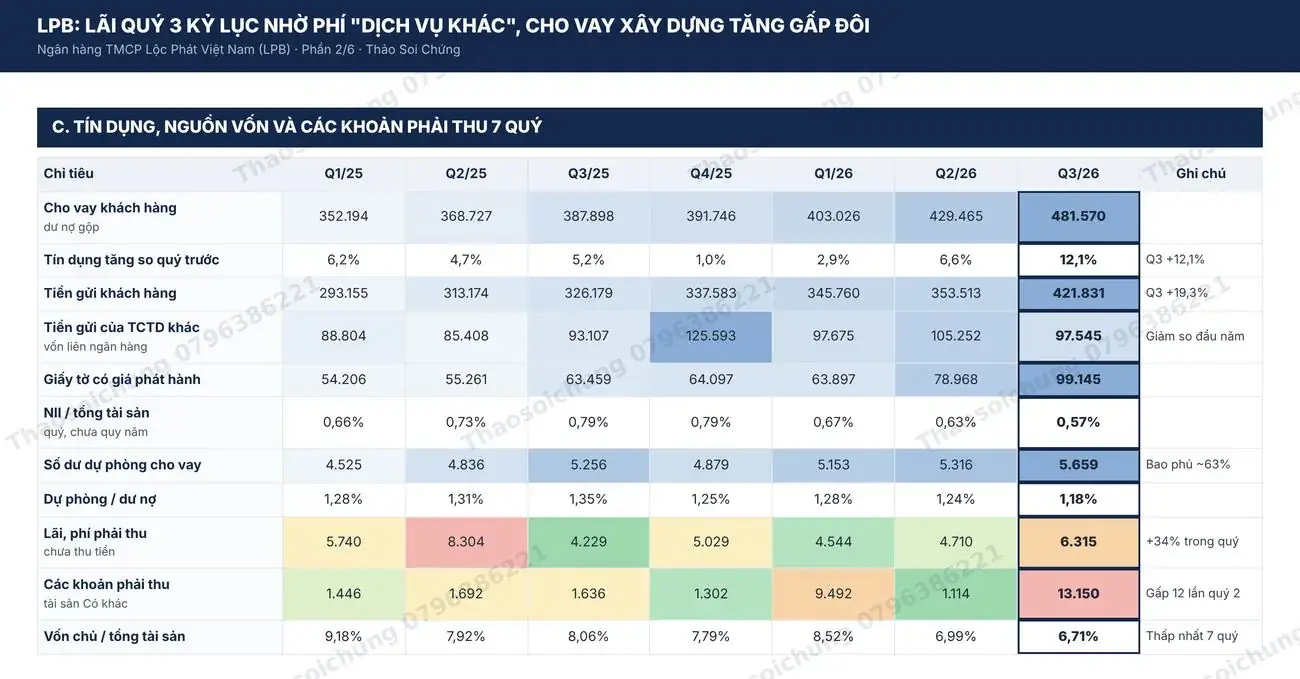 LPB: LÃI QUÝ 3 KỶ LỤC NHỜ PHÍ "DỊCH VỤ KHÁC", CHO VAY XÂY DỰNG TĂNG GẤP ĐÔI
Ngân hàng TMCP Lộc Phát Việt Nam (LPB) · Phần 2/6 · Thảo Soi Chứng
C. TÍN DỤNG, NGUỒN VỐN VÀ CÁC KHOẢN PHẢI THU 7 QUÝ
Chỉ tiêu Q1/25 Q2/25 Q3/25 Q4/25 Q1/26 Q2/26 Q3/26 Ghi chú
Cho vay khách hàng
dư nợ gộp
352.194 368.727 387.898 391.746 403.026 429.465 481.570
Tín dụng tăng so quý trước 6,2% 4,7% 5,2% 1,0% 2,9% 6,6% 12,1% Q3 +12,1%
Tiền gửi khách hàng 293.155 313.174 326.179 337.583 345.760 353.513 421.831 Q3 +19,3%
Tiền gửi của TCTD khác
vốn liên ngân hàng
88.804 85.408 93.107 125.593 97.675 105.252 97.545 Giảm so đầu năm
Giấy tờ có giá phát hành 54.206 55.261 63.459 64.097 63.897 78.968 99.145
NII / tổng tài sản
quý, chưa quy năm
0,66% 0,73% 0,79% 0,79% 0,67% 0,63% 0,57%
Số dư dự phòng cho vay 4.525 4.836 5.256 4.879 5.153 5.316 5.659 Bao phủ ~63%
Dự phòng / dư nợ 1,28% 1,31% 1,35% 1,25% 1,28% 1,24% 1,18%
Lãi, phí phải thu
chưa thu tiền
5.740 8.304 4.229 5.029 4.544 4.710 6.315 +34% trong quý
Các khoản phải thu
tài sản Có khác
1.446 1.692 1.636 1.302 9.492 1.114 13.150 Gấp 12 lần quý 2
Vốn chủ / tổng tài sản 9,18% 7,92% 8,06% 7,79% 8,52% 6,99% 6,71% Thấp nhất 7 quý
Thaosoichung 0796386221